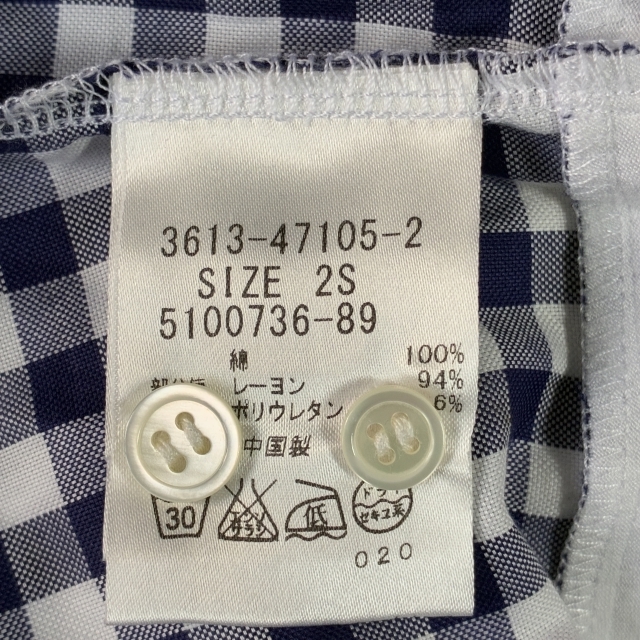 3613-47105-2
SIZE 2S
5100736-89
綿 100%
レーヨン 94%
ポリウレタン 6%
中国製
30
低
020